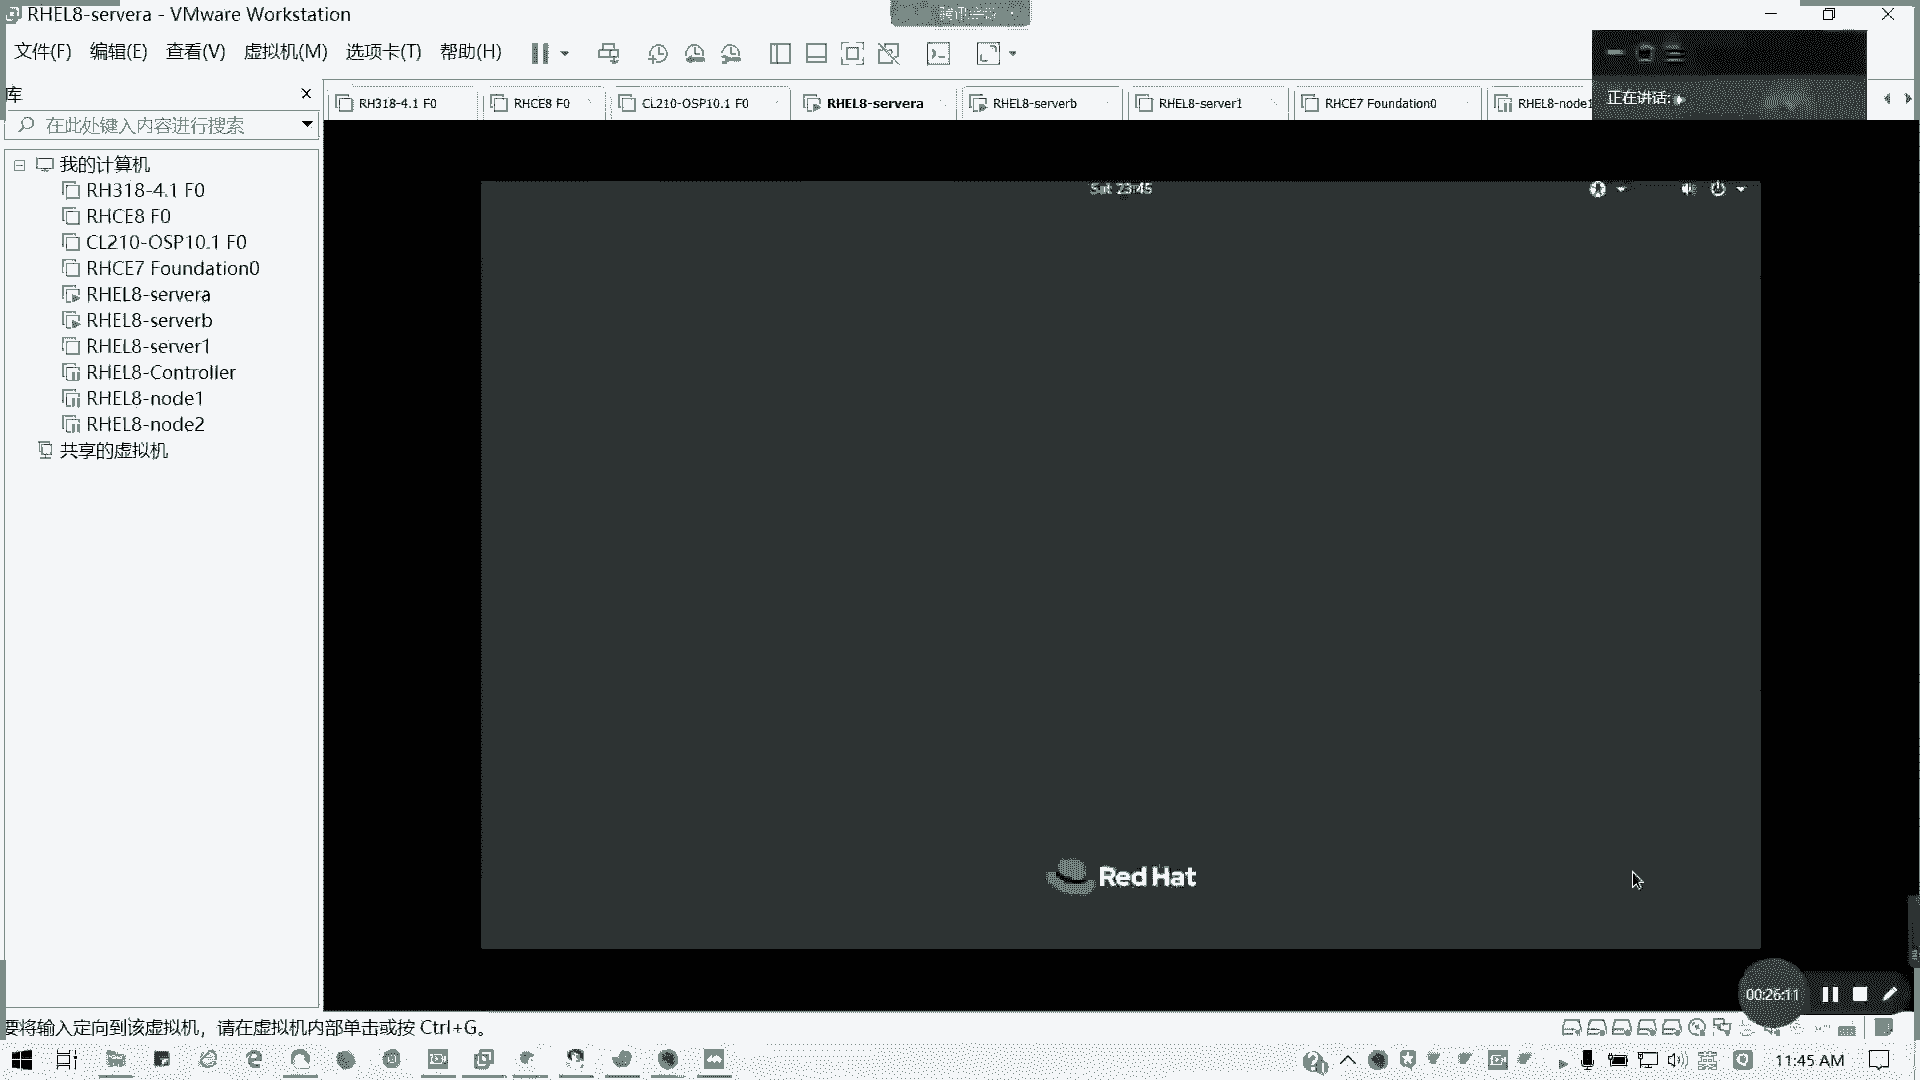 RHEL8-servera - VMware Workstation
文件(F) 编辑(E) 查看(V) 虚拟机(M) 选项卡(T) 帮助(H)
正在讲话:
库
在此处键入内容进行搜索
RH318-4.1 F0 RHCE8 F0 CL210-OSP10.1 F0 RHEL8-servera RHEL8-serverb RHEL8-server1 RHCE7 Foundation0 RHEL8-node1
我的计算机
RH318-4.1 F0
RHCE8 F0
CL210-OSP10.1 F0
RHCE7 Foundation0
RHEL8-servera
RHEL8-serverb
RHEL8-server1
RHEL8-Controller
RHEL8-node1
RHEL8-node2
共享的虚拟机
Sat 23:45
Red Hat
00:26:11
要将输入定向到该虚拟机，请在虚拟机内部单击或按 Ctrl+G。
11:45 AM